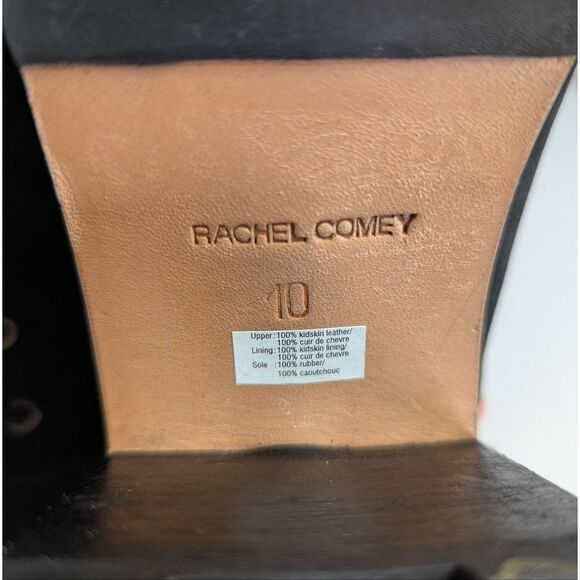 RACHEL COMEY
10
Upper: 100% kidskin leather/
100% cuir de chevre
Lining: 100% kidskin lining/
100% cuir de chevre
Sole : 100% rubber/
100% caoutchouc